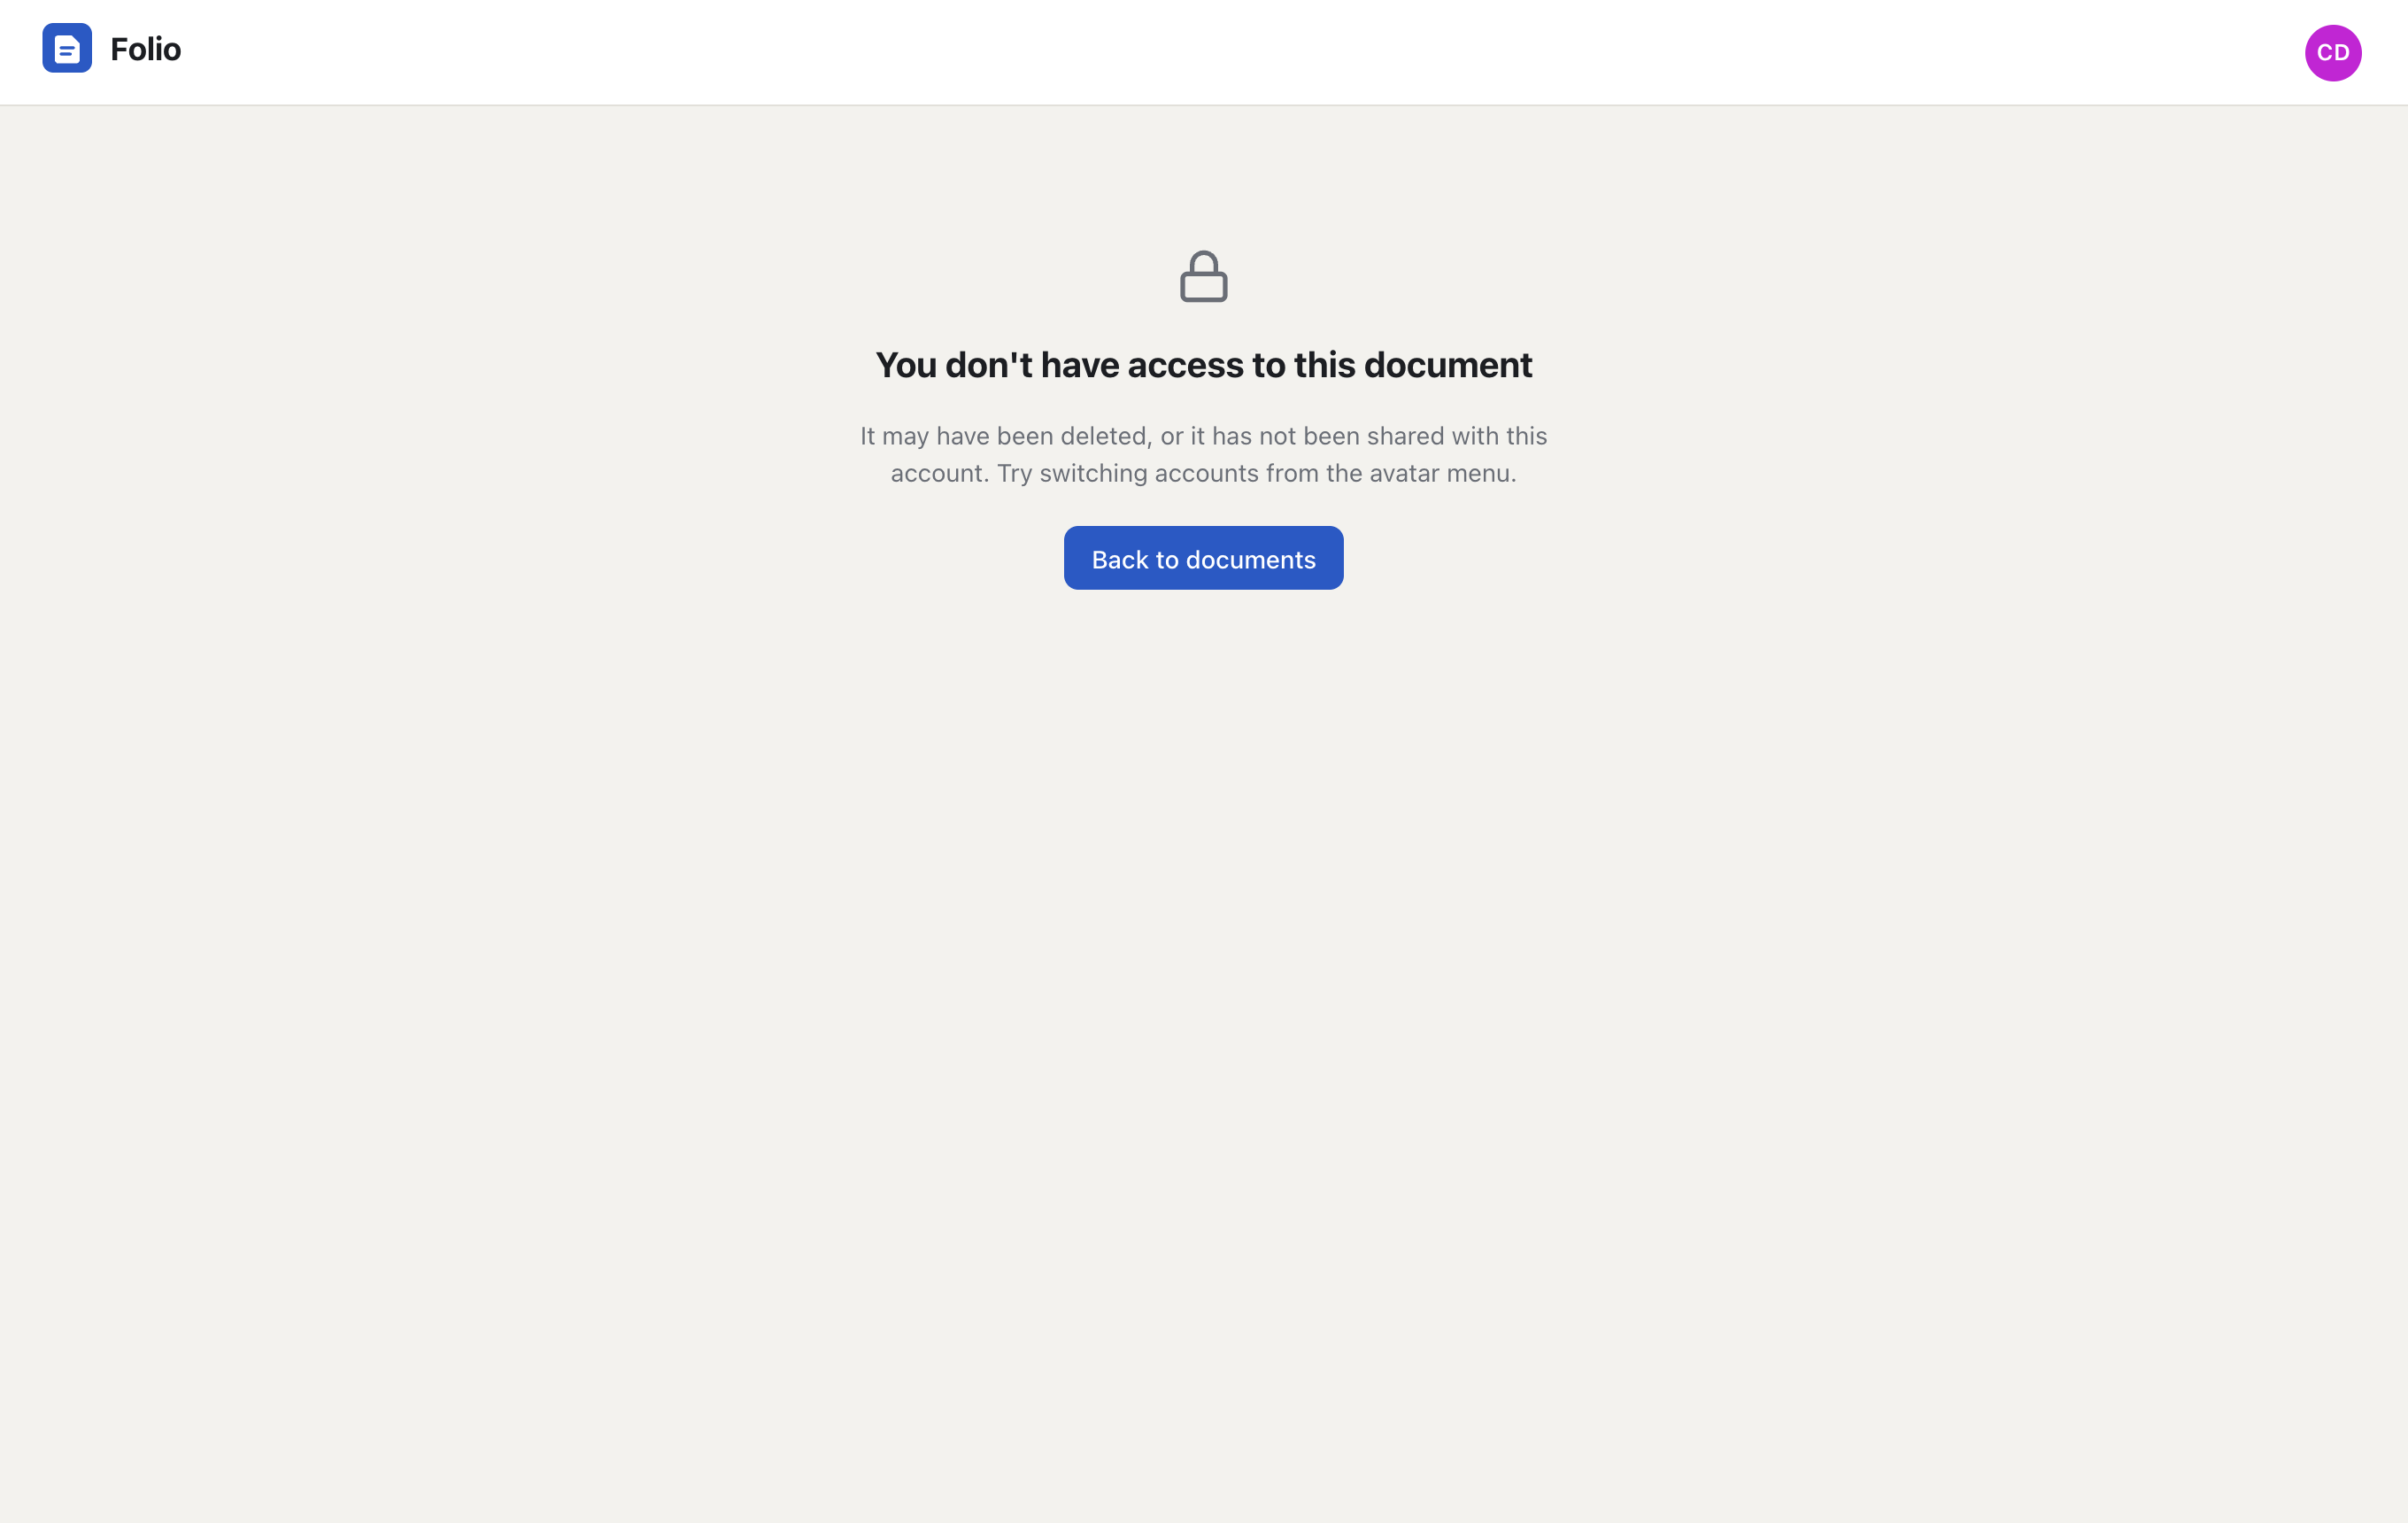 Folio
CD
You don't have access to this document
It may have been deleted, or it has not been shared with this
account. Try switching accounts from the avatar menu.
Back to documents